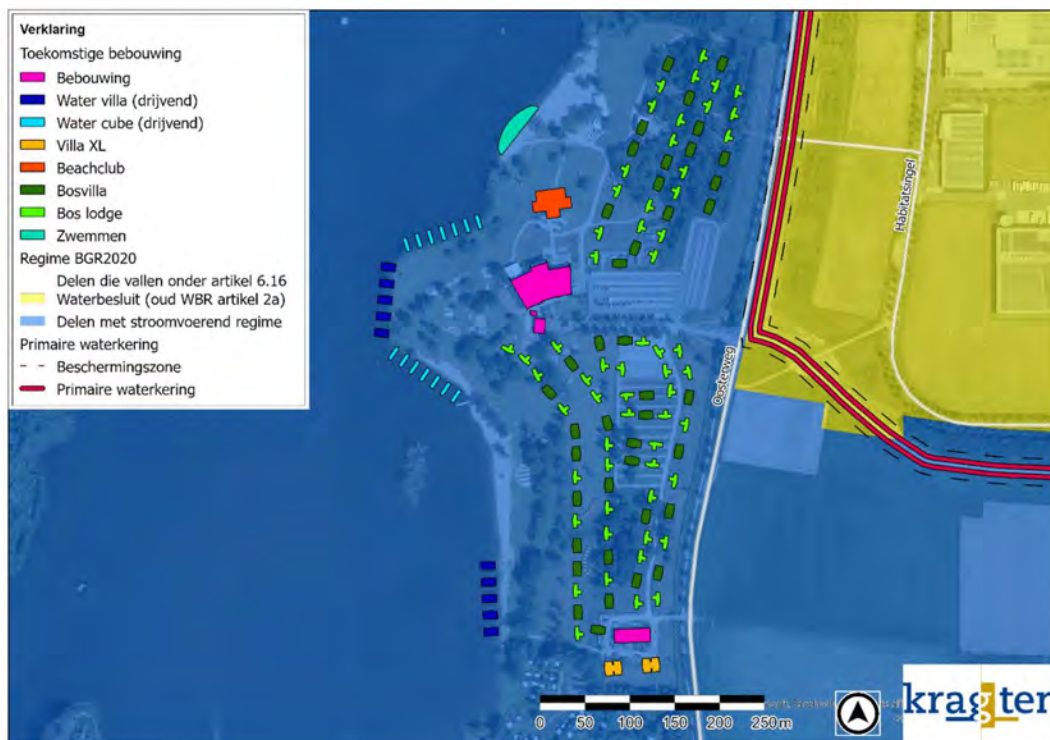 Verklaring
Toekomstige bebouwing
Bebouwing
Water villa (drijvend)
Water cube (drijvend)
Villa XL
Beachclub
Bosvilla
Bos lodge
Zwemmen
Regime BGR2020
Delen die vallen onder artikel 6.16
Waterbesluit (oud WBR artikel 2a)
Delen met stroomvoerend regime
Primaire waterkering
Beschermingszone
Primaire waterkering
Oosterweg
Habitatsingel
0 50 100 150 200 250 m
kragten